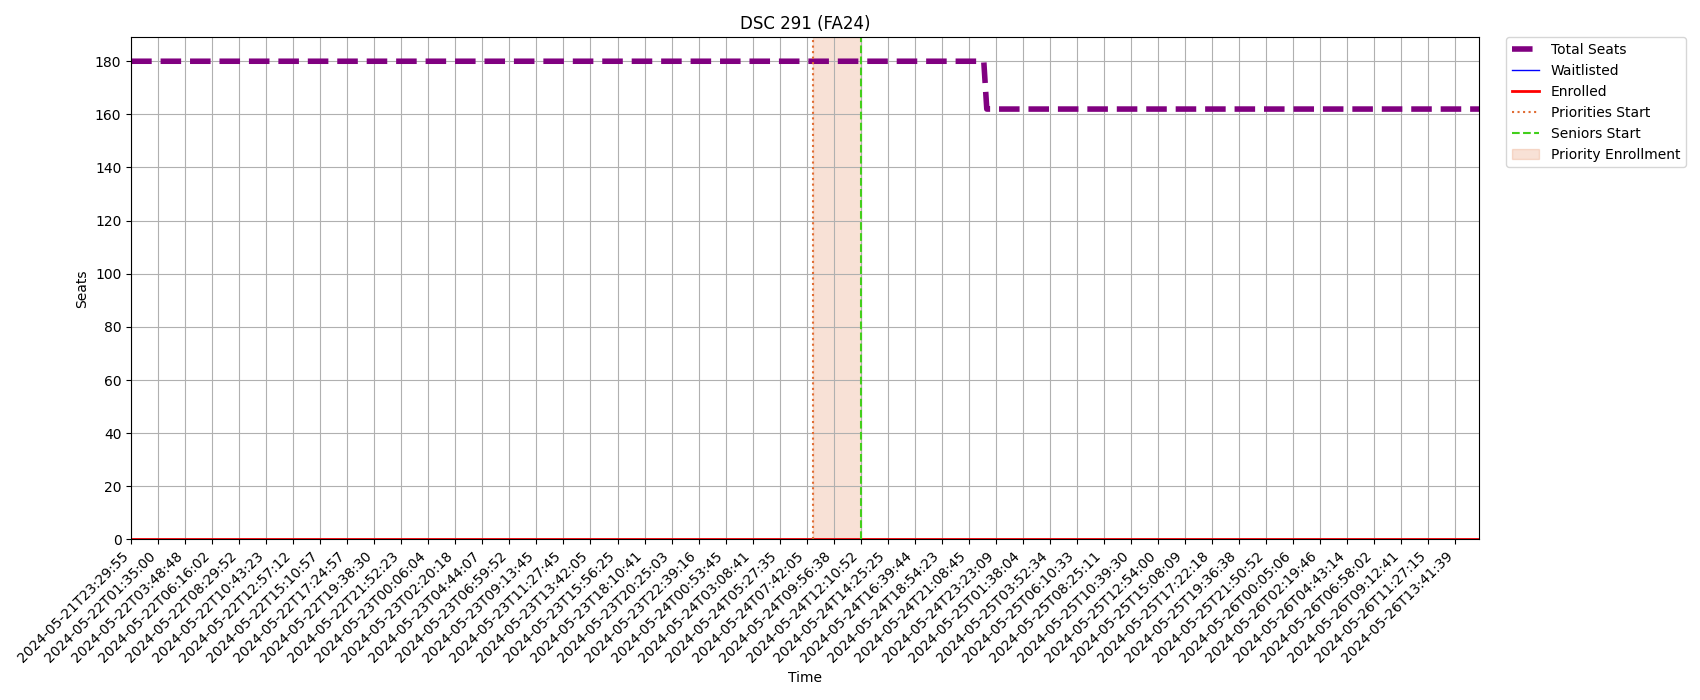 DSC 291 (FA24)
Total Seats
Waitlisted
Enrolled
Priorities Start
Seniors Start
Priority Enrollment
Seats
180
160
140
120
100
80
60
40
20
0
2024-05-21T23:29:55
2024-05-22T01:35:00
2024-05-22T03:48:48
2024-05-22T06:16:02
2024-05-22T08:29:52
2024-05-22T10:43:23
2024-05-22T12:57:12
2024-05-22T15:10:57
2024-05-22T17:24:57
2024-05-22T19:38:30
2024-05-22T21:52:23
2024-05-23T00:06:04
2024-05-23T02:20:18
2024-05-23T04:44:07
2024-05-23T06:59:52
2024-05-23T09:13:45
2024-05-23T11:27:45
2024-05-23T13:42:05
2024-05-23T15:56:25
2024-05-23T18:10:41
2024-05-23T20:25:03
2024-05-23T22:39:16
2024-05-24T00:53:45
2024-05-24T03:08:41
2024-05-24T05:27:35
2024-05-24T07:42:05
2024-05-24T09:56:38
2024-05-24T12:10:52
2024-05-24T14:25:25
2024-05-24T16:39:44
2024-05-24T18:54:23
2024-05-24T21:08:45
2024-05-24T23:23:09
2024-05-25T01:38:04
2024-05-25T03:52:34
2024-05-25T06:10:33
2024-05-25T08:25:11
2024-05-25T10:39:30
2024-05-25T12:54:00
2024-05-25T15:08:09
2024-05-25T17:22:18
2024-05-25T19:36:38
2024-05-25T21:50:52
2024-05-26T00:05:06
2024-05-26T02:19:46
2024-05-26T04:43:14
2024-05-26T06:58:02
2024-05-26T09:12:41
2024-05-26T11:27:15
2024-05-26T13:41:39
Time